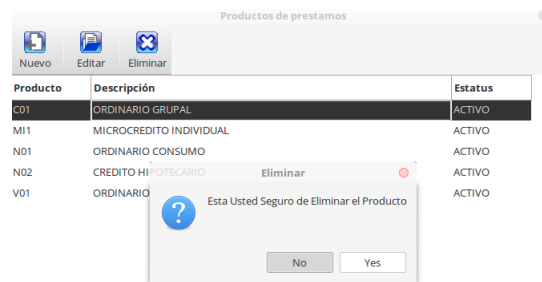 Productos de prestamos
Nuevo Editar Eliminar
Producto Descripción Estatus
C01 ORDINARIO GRUPAL ACTIVO
MI1 MICROCREDITO INDIVIDUAL ACTIVO
N01 ORDINARIO CONSUMO ACTIVO
N02 CREDITO HIPOTECARIO ACTIVO
V01 ORDINARIO ACTIVO
Eliminar
Esta Usted Seguro de Eliminar el Producto
No Yes